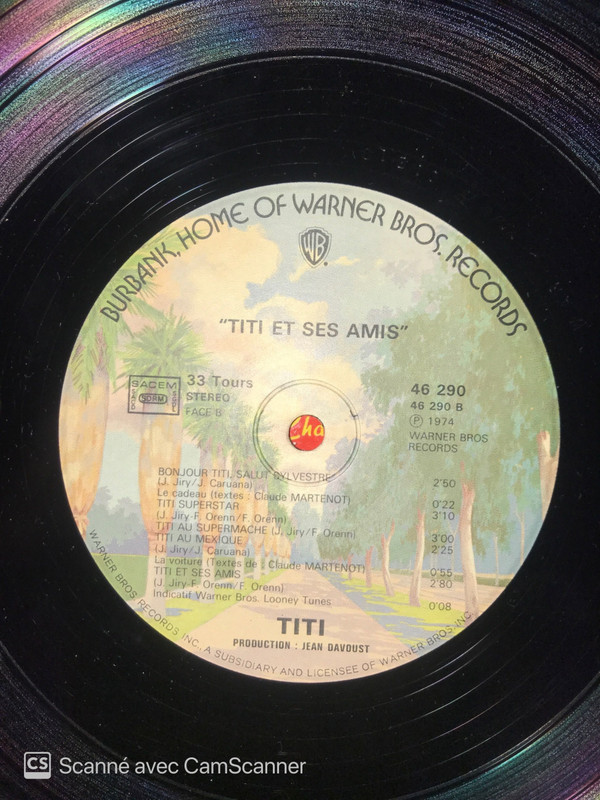 BURBANK, HOME OF WARNER BROS. RECORDS
WB
"TITI ET SES AMIS"
SACEM
SDRM
33 Tours
STEREO
FACE B
46 290
46 290 B
Ⓟ 1974
WARNER BROS
RECORDS
Cha
BONJOUR TITI, SALUT SYLVESTRE
(J. Jiry/J. Caruana) 2'50
Le cadeau (textes : Claude MARTENOT)
TITI SUPERSTAR 0'22
(J. Jiry-F. Orenn/F. Orenn) 3'10
TITI AU SUPERMACHE (J. Jiry/F. Orenn)
TITI AU MEXIQUE 3'00
(J. Jiry/J. Caruana) 2'25
La voiture (Textes de : Claude MARTENOT)
TITI ET SES AMIS 0'55
(J. Jiry-F. Orenn/F. Orenn) 2'80
Indicatif Warner Bros. Looney Tunes
0'08
TITI
PRODUCTION : JEAN DAVOUST
WARNER BROS. RECORDS INC., A SUBSIDIARY AND LICENSEE OF WARNER BROS. INC.
CS Scanné avec CamScanner